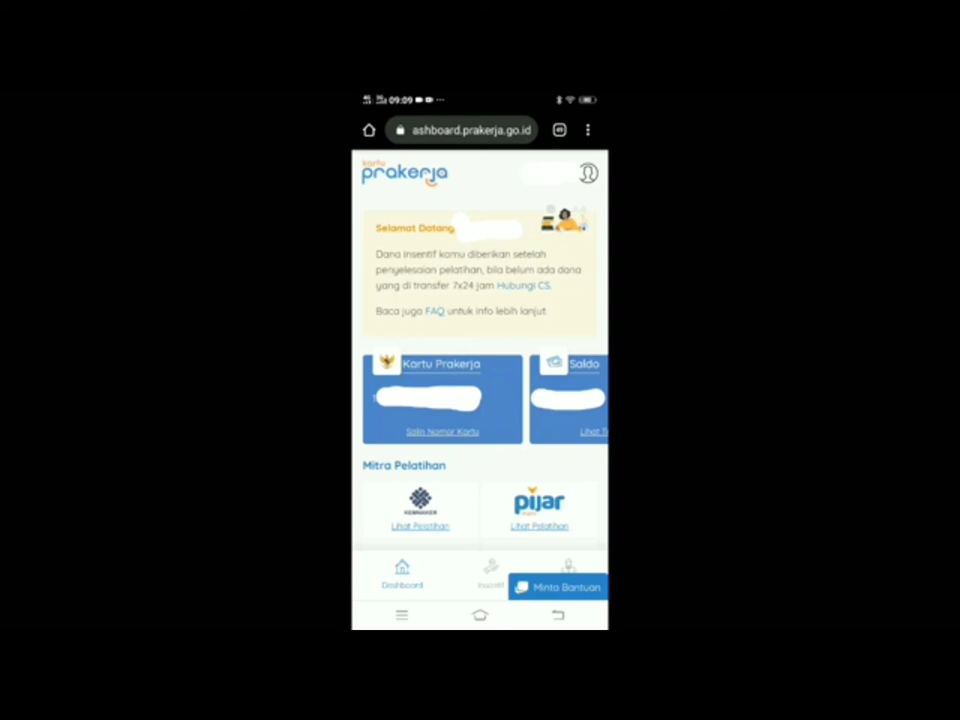 09:09
ashboard.prakerja.go.id
kartu
prakerja
Selamat Datang
Dana insentif kamu diberikan setelah
penyelesaian pelatihan, bila belum ada dana
yang di transfer 7x24 jam Hubungi CS.
Baca juga FAQ untuk info lebih lanjut.
Kartu Prakerja
Saldo
Salin Nomor Kartu
Lihat T
Mitra Pelatihan
KEMNAKER
pijar
Lihat Pelatihan
Lihat Pelatihan
Dashboard
Insentif
Minta Bantuan